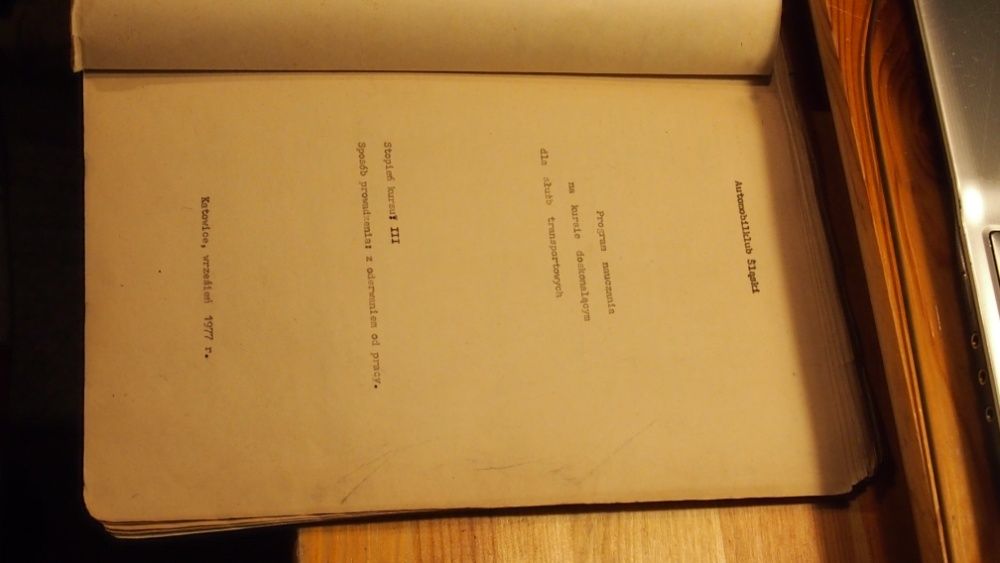 Automobilklub Śląski
Program nauczania
na kursie doskonalącym
dla służb transportowych
Stopień kursu: III
Sposób prowadzenia: z oderwaniem od pracy.
Katowice, wrzesień 1977 r.